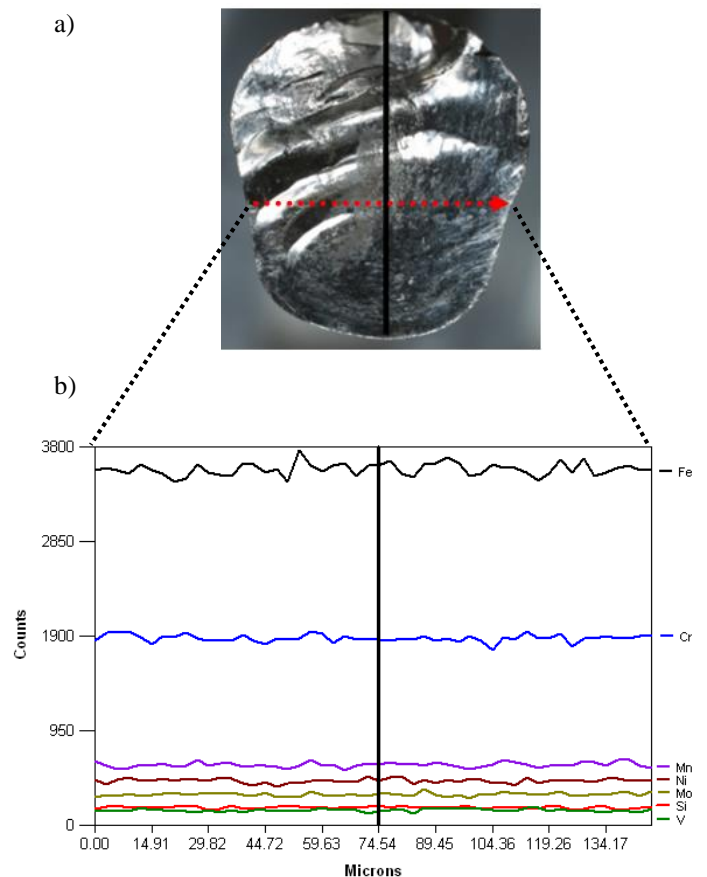 a)
b)
3800
Fe
2850
Counts
1900
Cr
950
Mn
Ni
Mo
Si
V
0
0.00 14.91 29.82 44.72 59.63 74.54 89.45 104.36 119.26 134.17
Microns